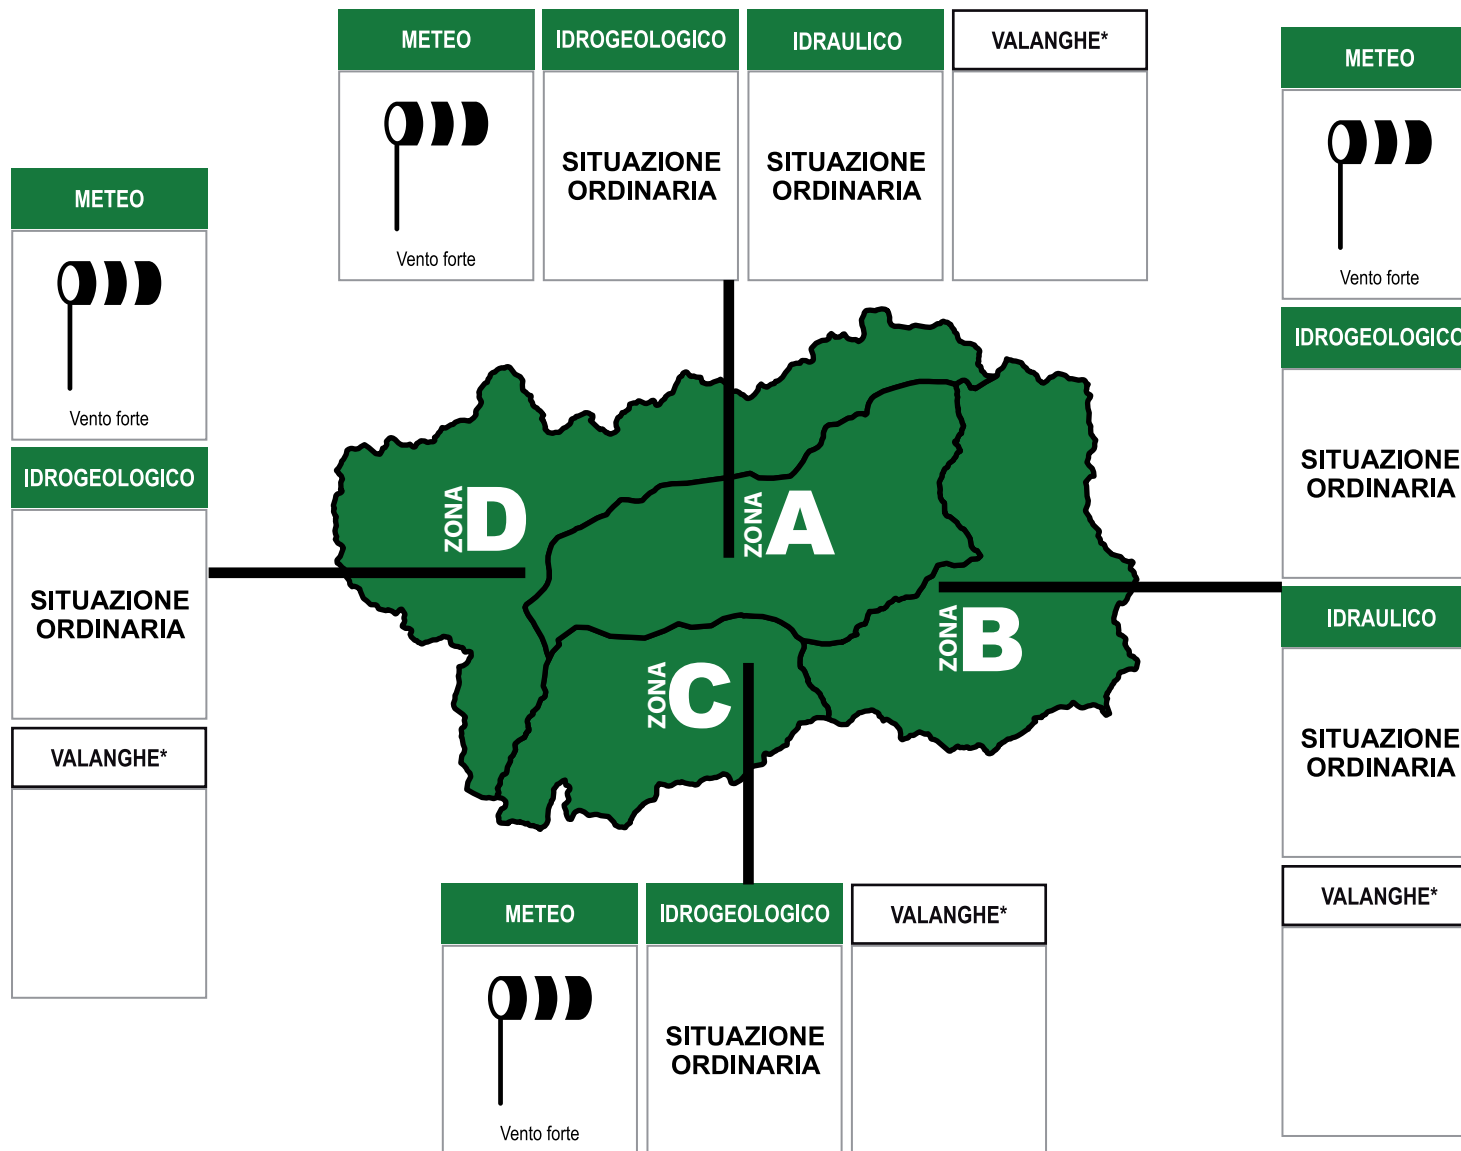 METEO
IDROGEOLOGICO
IDRAULICO
VALANGHE*
Vento forte
SITUAZIONE
ORDINARIA
SITUAZIONE
ORDINARIA
METEO
Vento forte
IDROGEOLOGICO
SITUAZIONE
ORDINARIA
VALANGHE*
ZONA D
ZONA A
ZONA B
ZONA C
METEO
Vento forte
IDROGEOLOGICO
SITUAZIONE
ORDINARIA
IDRAULICO
SITUAZIONE
ORDINARIA
VALANGHE*
METEO
IDROGEOLOGICO
VALANGHE*
Vento forte
SITUAZIONE
ORDINARIA